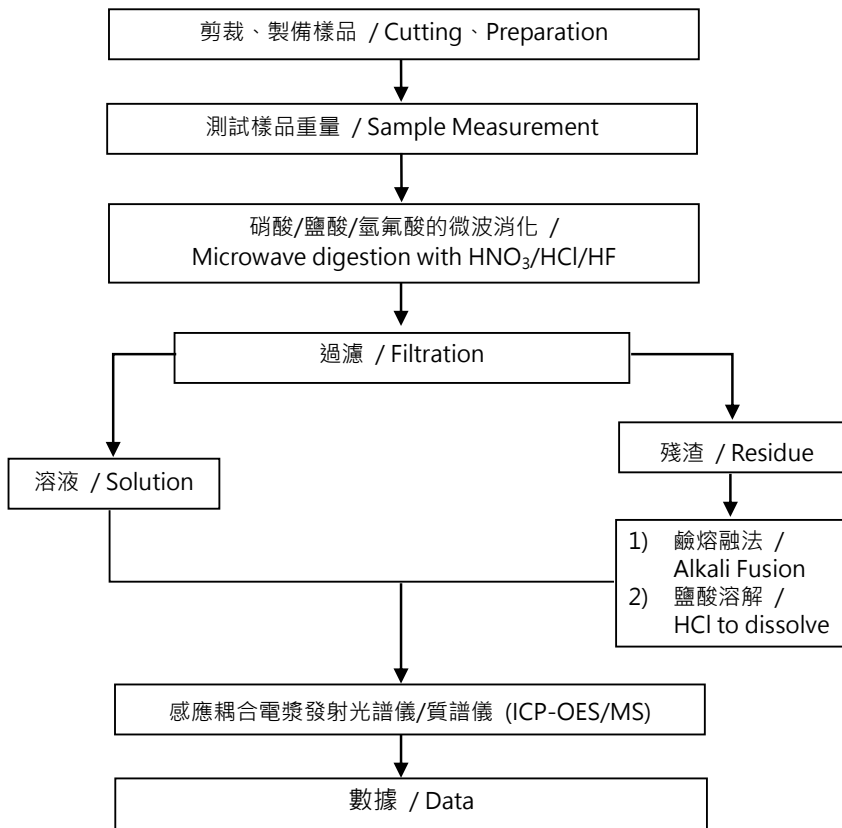 剪裁、製備樣品 / Cutting、Preparation
測試樣品重量 / Sample Measurement
硝酸/鹽酸/氫氟酸的微波消化 /
Microwave digestion with HNO₃/HCl/HF
過濾 / Filtration
溶液 / Solution
殘渣 / Residue
1) 鹼熔融法 /
Alkali Fusion
2) 鹽酸溶解 /
HCl to dissolve
感應耦合電漿發射光譜儀/質譜儀 (ICP-OES/MS)
數據 / Data